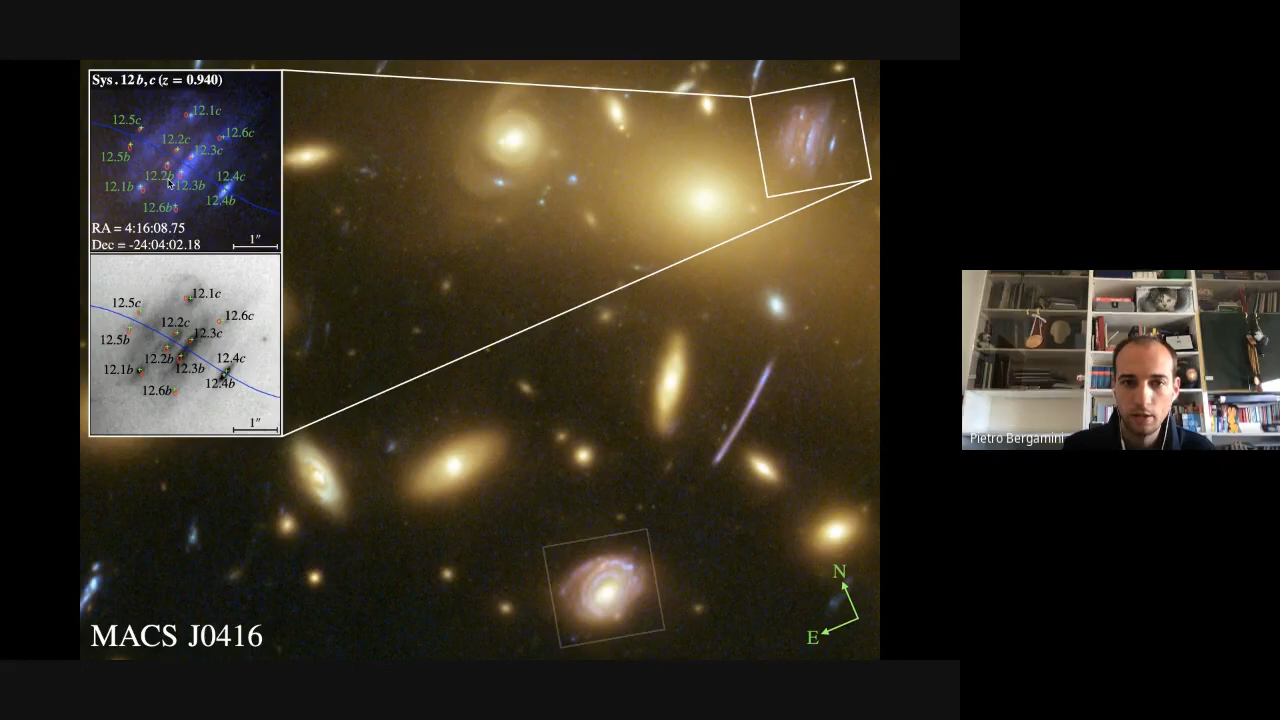 Sys. 12b, c (z = 0.940)
12.1c
12.5c
12.6c
12.2c
12.3c
12.5b
12.2b
12.4c
12.1b
12.3b
12.4b
12.6b
RA = 4:16:08.75
Dec = -24:04:02.18
1"
12.1c
12.5c
12.6c
12.2c
12.3c
12.5b
12.2b
12.4c
12.1b
12.3b
12.4b
12.6b
1"
Pietro Bergamini
N
E
MACS J0416